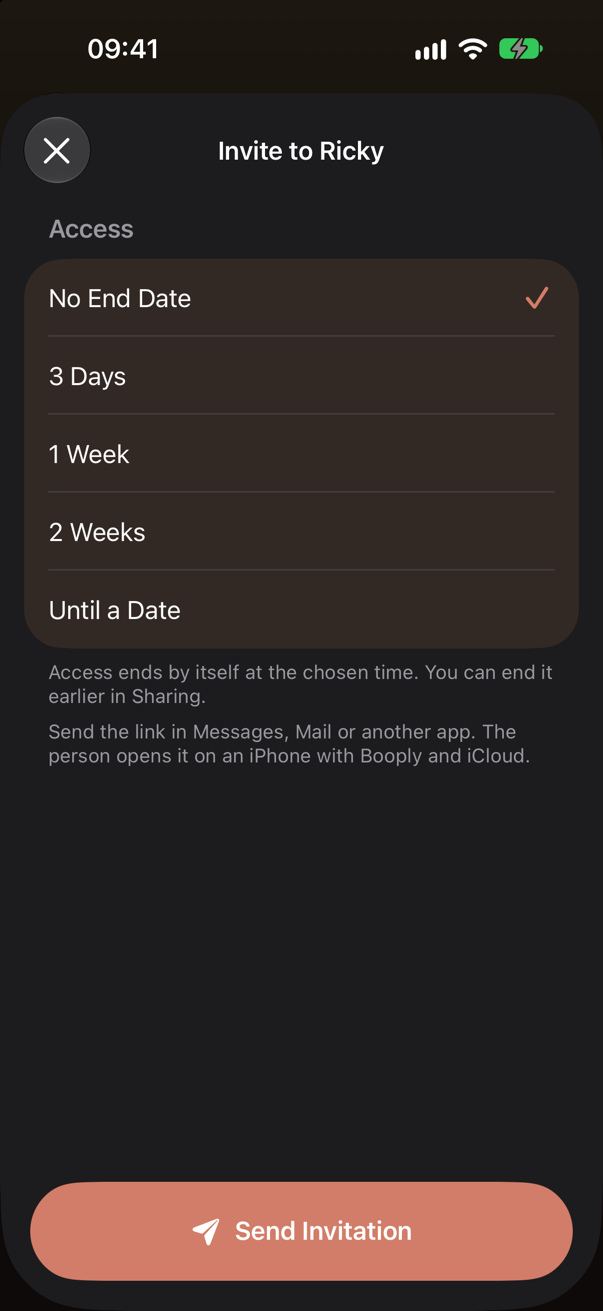 09:41
Invite to Ricky
Access
No End Date
3 Days
1 Week
2 Weeks
Until a Date
Access ends by itself at the chosen time. You can end it
earlier in Sharing.
Send the link in Messages, Mail or another app. The
person opens it on an iPhone with Booply and iCloud.
Send Invitation